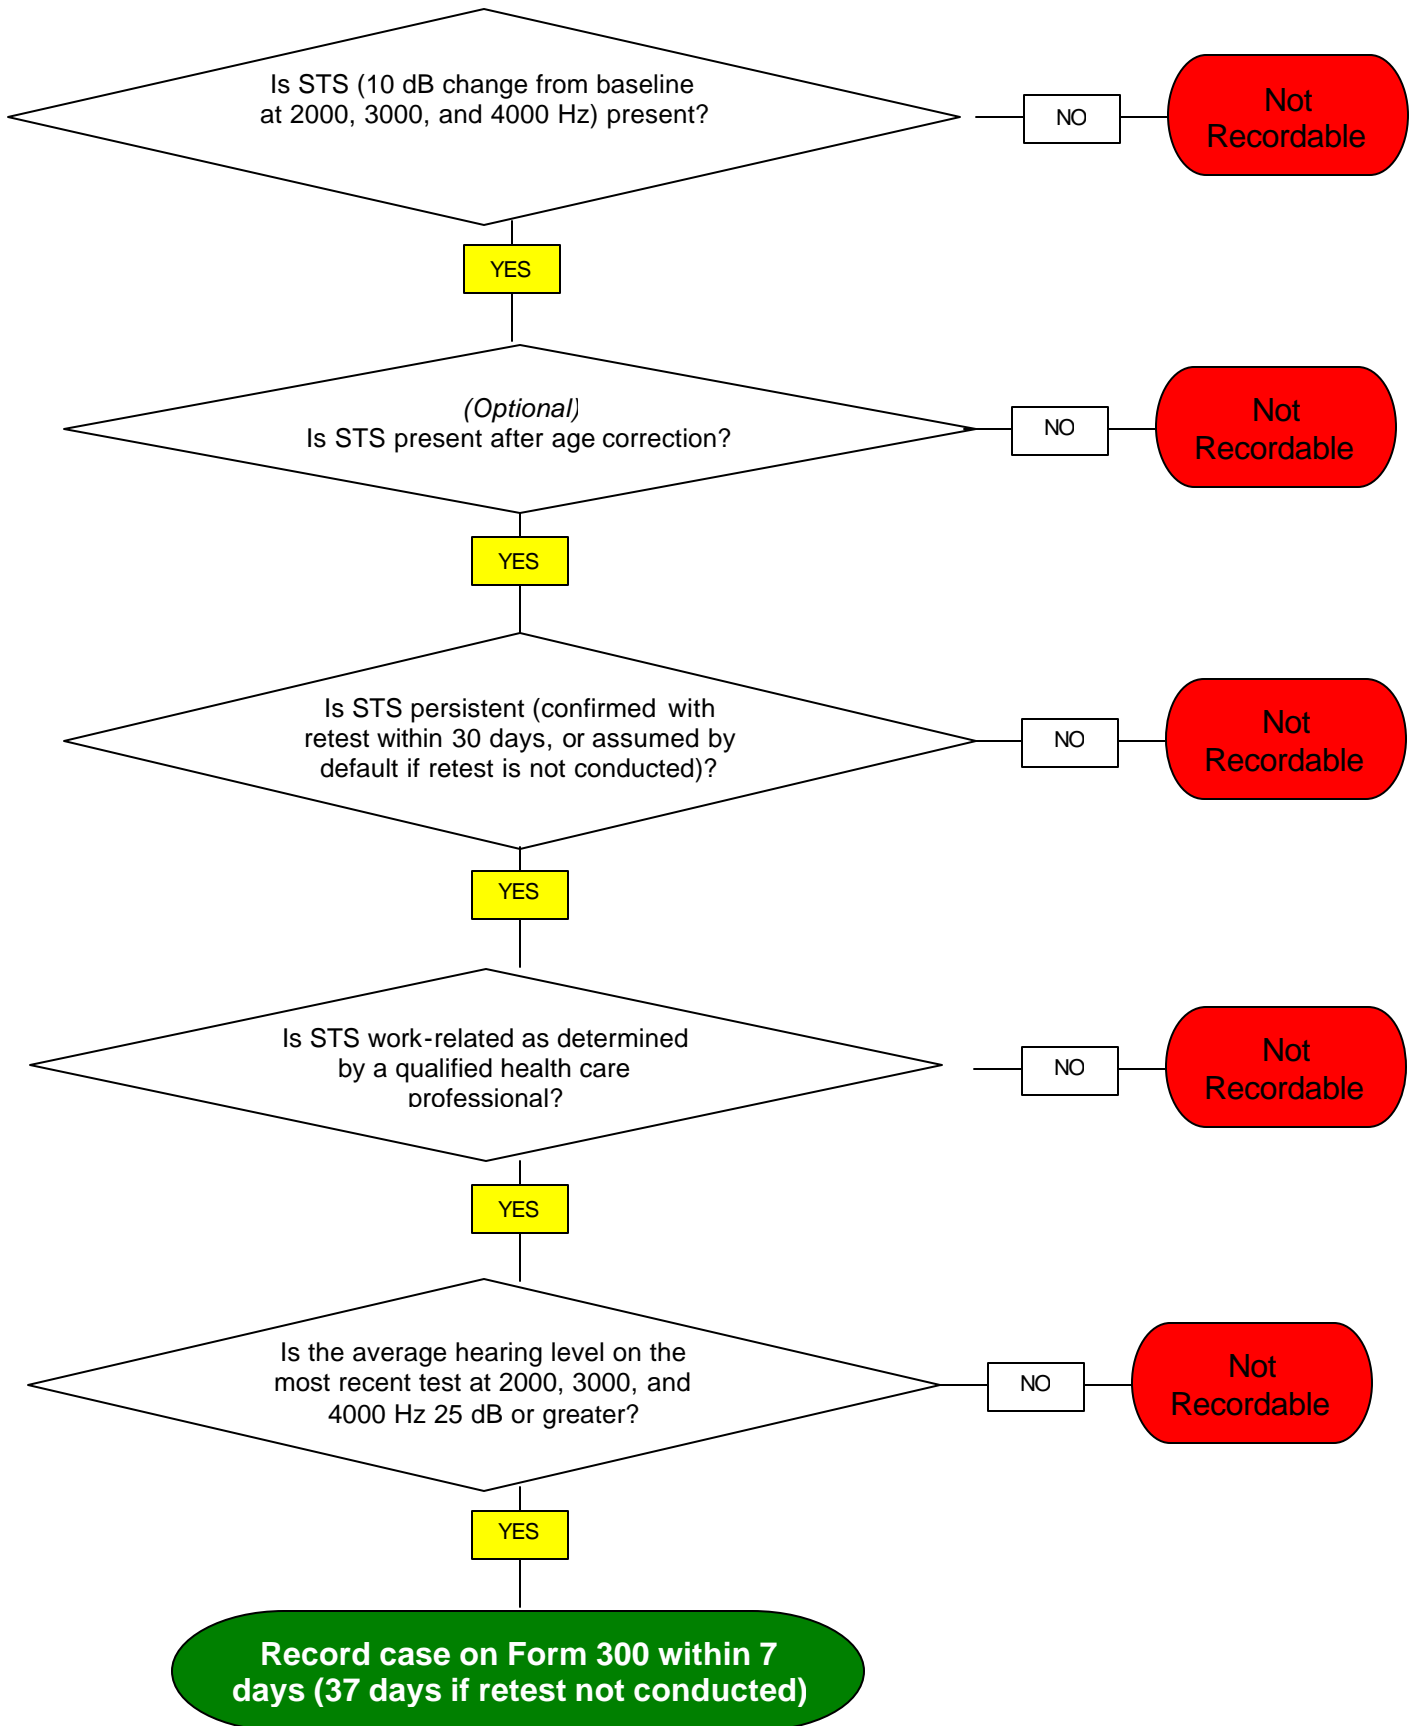 Is STS (10 dB change from baseline
at 2000, 3000, and 4000 Hz) present?
NO
Not
Recordable
YES
(Optional)
Is STS present after age correction?
NO
Not
Recordable
YES
Is STS persistent (confirmed with
retest within 30 days, or assumed by
default if retest is not conducted)?
NO
Not
Recordable
YES
Is STS work-related as determined
by a qualified health care
professional?
NO
Not
Recordable
YES
Is the average hearing level on the
most recent test at 2000, 3000, and
4000 Hz 25 dB or greater?
NO
Not
Recordable
YES
Record case on Form 300 within 7
days (37 days if retest not conducted)